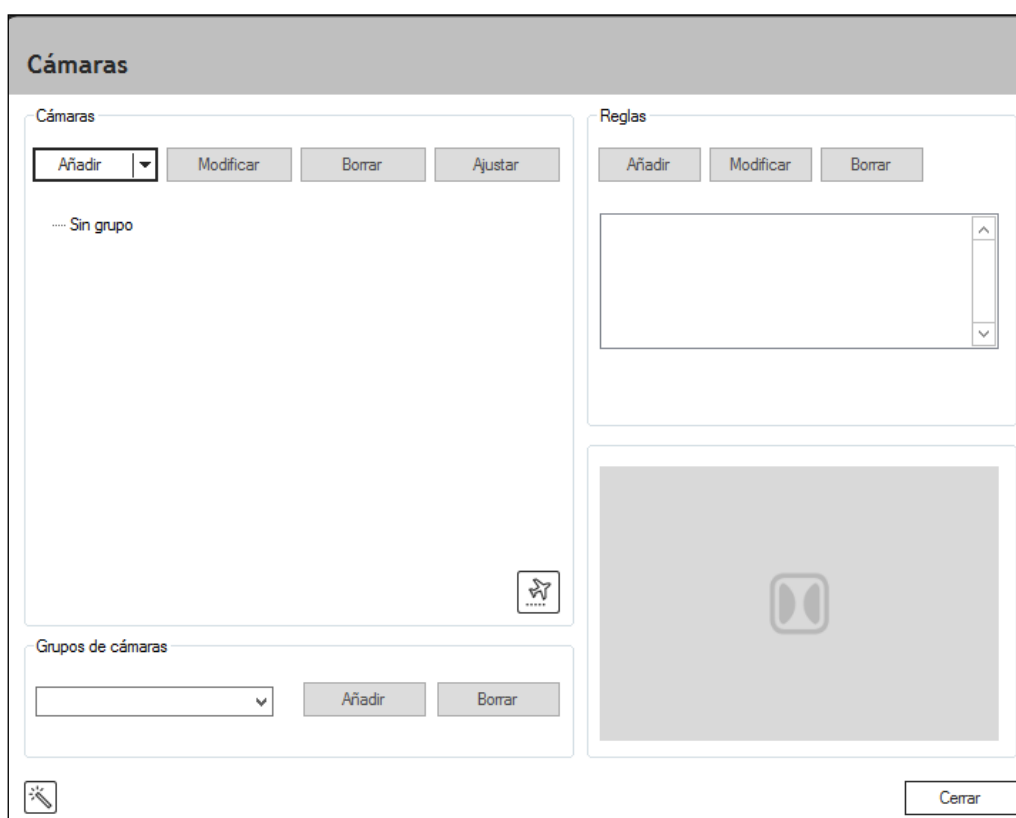 Cámaras
Cámaras
Añadir
Modificar
Borrar
Ajustar
Sin grupo
Grupos de cámaras
Añadir
Borrar
Reglas
Añadir
Modificar
Borrar
Cerrar